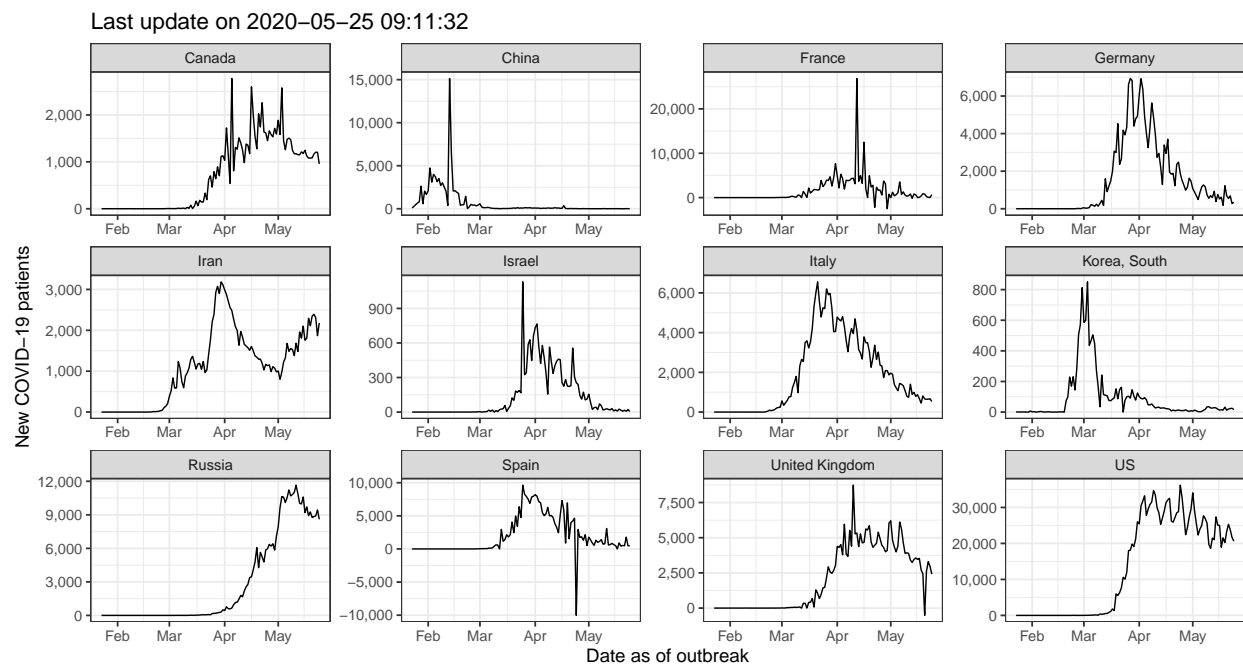 Last update on 2020−05−25 09:11:32
Canada
China
France
Germany
2,000
1,000
0
15,000
10,000
5,000
0
20,000
10,000
0
6,000
4,000
2,000
0
Feb Mar Apr May
Feb Mar Apr May
Feb Mar Apr May
Feb Mar Apr May
Iran
Israel
Italy
Korea, South
New COVID−19 patients
3,000
2,000
1,000
0
900
600
300
0
6,000
4,000
2,000
0
800
600
400
200
0
Feb Mar Apr May
Feb Mar Apr May
Feb Mar Apr May
Feb Mar Apr May
Russia
Spain
United Kingdom
US
12,000
9,000
6,000
3,000
0
10,000
5,000
0
−5,000
−10,000
7,500
5,000
2,500
0
30,000
20,000
10,000
0
Feb Mar Apr May
Feb Mar Apr May
Feb Mar Apr May
Feb Mar Apr May
Date as of outbreak